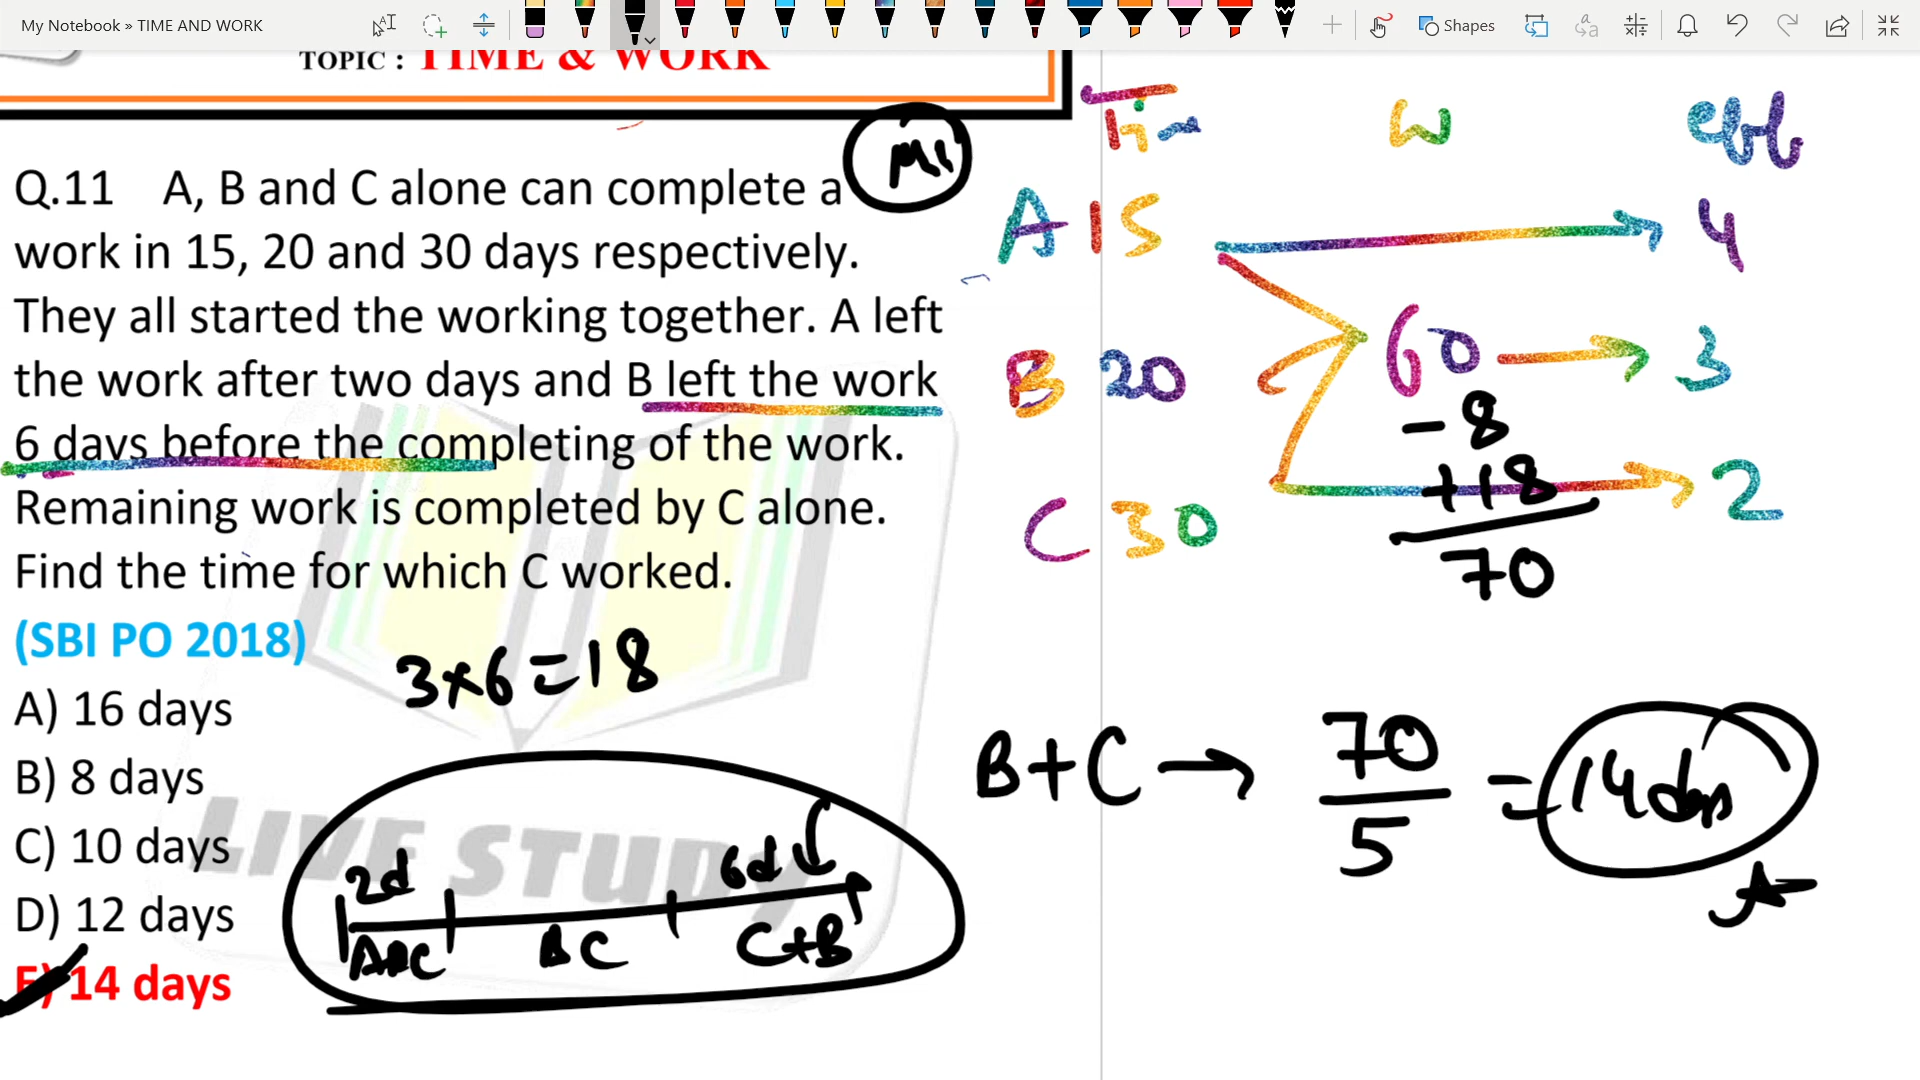 My Notebook » TIME AND WORK
Shapes
TOPIC : TIME & WORK
M1
Q.11 A, B and C alone can complete a
work in 15, 20 and 30 days respectively.
They all started the working together. A left
the work after two days and B left the work
6 days before the completing of the work.
Remaining work is completed by C alone.
Find the time for which C worked.
(SBI PO 2018)
A) 16 days
B) 8 days
C) 10 days
D) 12 days
E) 14 days
3×6=18
2d 6d
ABC BC C+B
LIVE STUDY
Tim W eff
A 15 4
B 20 60 3
-8
+18
C 30 2
70
B+C → 70/5 = 14 days